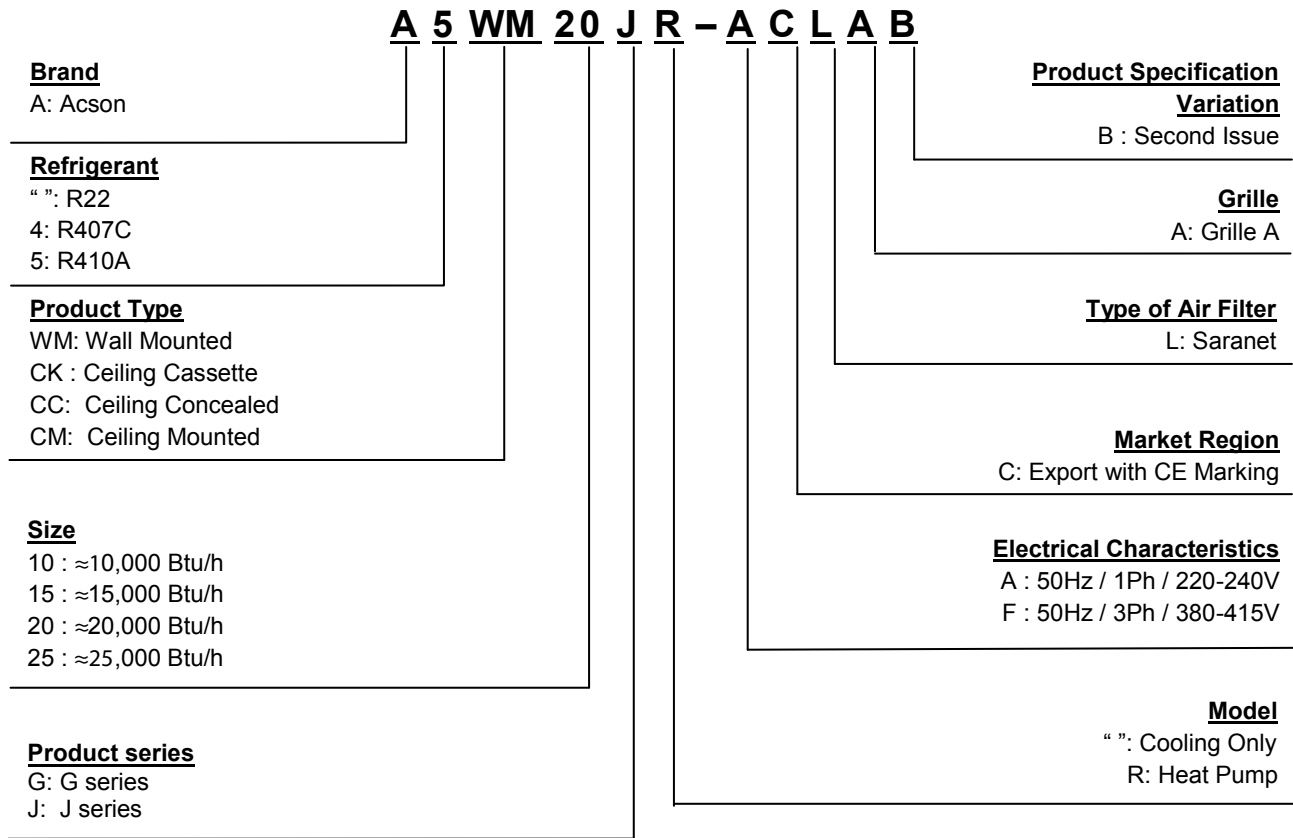 A 5 WM 20 J R – A C L A B
Brand
A: Acson
Refrigerant
“ ”: R22
4: R407C
5: R410A
Product Type
WM: Wall Mounted
CK : Ceiling Cassette
CC: Ceiling Concealed
CM: Ceiling Mounted
Size
10 : ≈10,000 Btu/h
15 : ≈15,000 Btu/h
20 : ≈20,000 Btu/h
25 : ≈25,000 Btu/h
Product series
G: G series
J: J series
Product Specification
Variation
B : Second Issue
Grille
A: Grille A
Type of Air Filter
L: Saranet
Market Region
C: Export with CE Marking
Electrical Characteristics
A : 50Hz / 1Ph / 220-240V
F : 50Hz / 3Ph / 380-415V
Model
“ ”: Cooling Only
R: Heat Pump